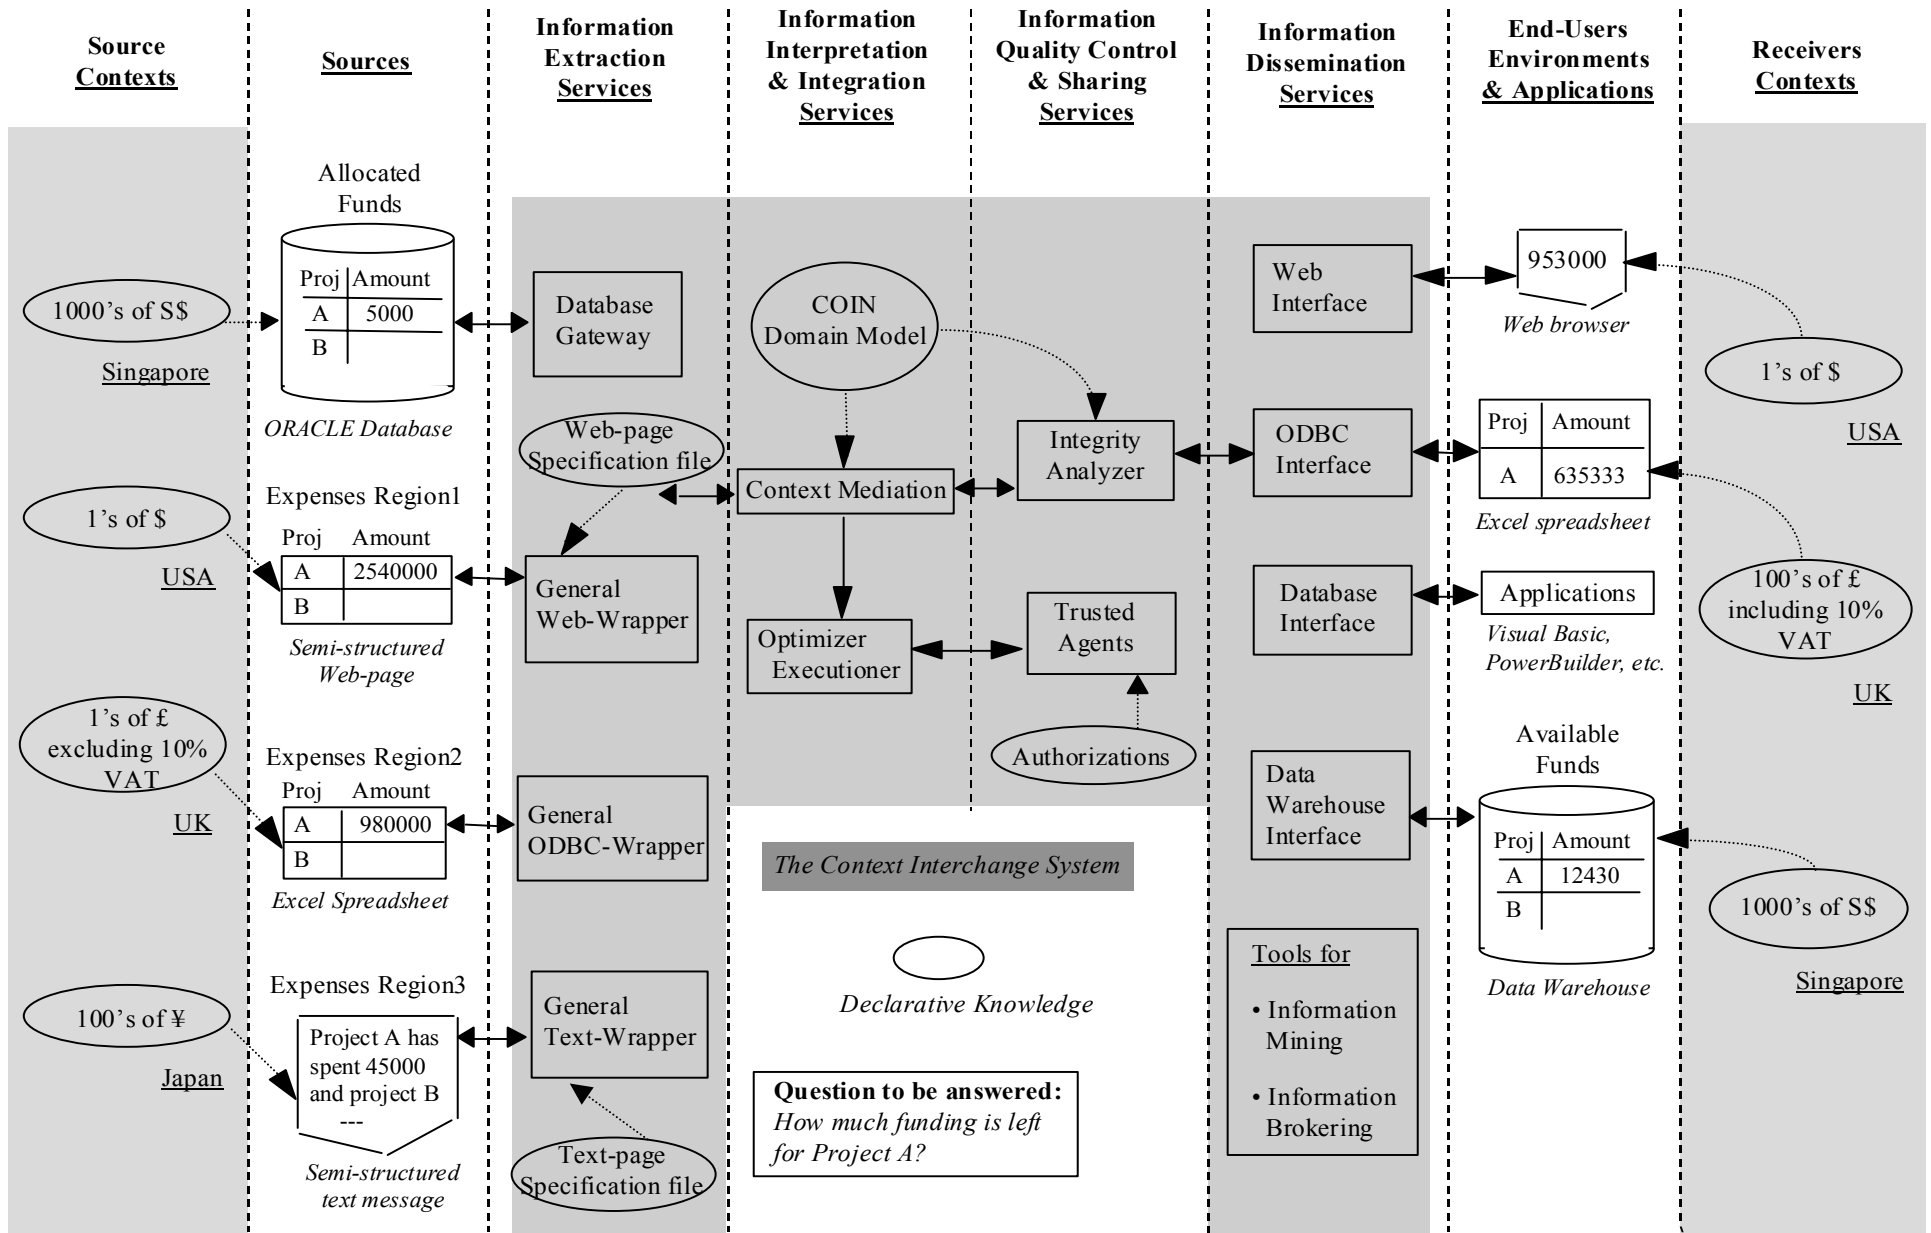 Source
Contexts
Sources
Information
Extraction
Services
Information
Interpretation
& Integration
Services
Information
Quality Control
& Sharing
Services
Information
Dissemination
Services
End-Users
Environments
& Applications
Receivers
Contexts
1000's of S$
Singapore
1's of $
USA
1's of £
excluding 10%
VAT
UK
100's of ¥
Japan
Allocated
Funds
Proj Amount
A 5000
B
ORACLE Database
Expenses Region1
Proj Amount
A 2540000
B
Semi-structured
Web-page
Expenses Region2
Proj Amount
A 980000
B
Excel Spreadsheet
Expenses Region3
Project A has
spent 45000
and project B
---
Semi-structured
text message
Database
Gateway
Web-page
Specification file
General
Web-Wrapper
General
ODBC-Wrapper
General
Text-Wrapper
Text-page
Specification file
COIN
Domain Model
Context Mediation
Optimizer
Executioner
Integrity
Analyzer
Trusted
Agents
Authorizations
The Context Interchange System
Declarative Knowledge
Question to be answered:
How much funding is left
for Project A?
Web
Interface
ODBC
Interface
Database
Interface
Data
Warehouse
Interface
Tools for
• Information
Mining
• Information
Brokering
953000
Web browser
Proj Amount
A 635333
Excel spreadsheet
Applications
Visual Basic,
PowerBuilder, etc.
Available
Funds
Proj Amount
A 12430
B
Data Warehouse
1's of $
USA
100's of £
including 10%
VAT
UK
1000's of S$
Singapore